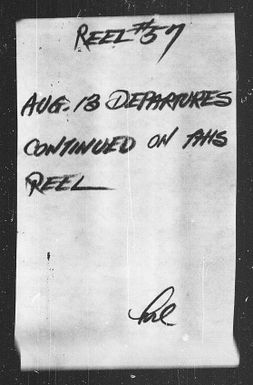 REEL #57
AUG. 13 DEPARTURES
CONTINUED ON THIS
REEL